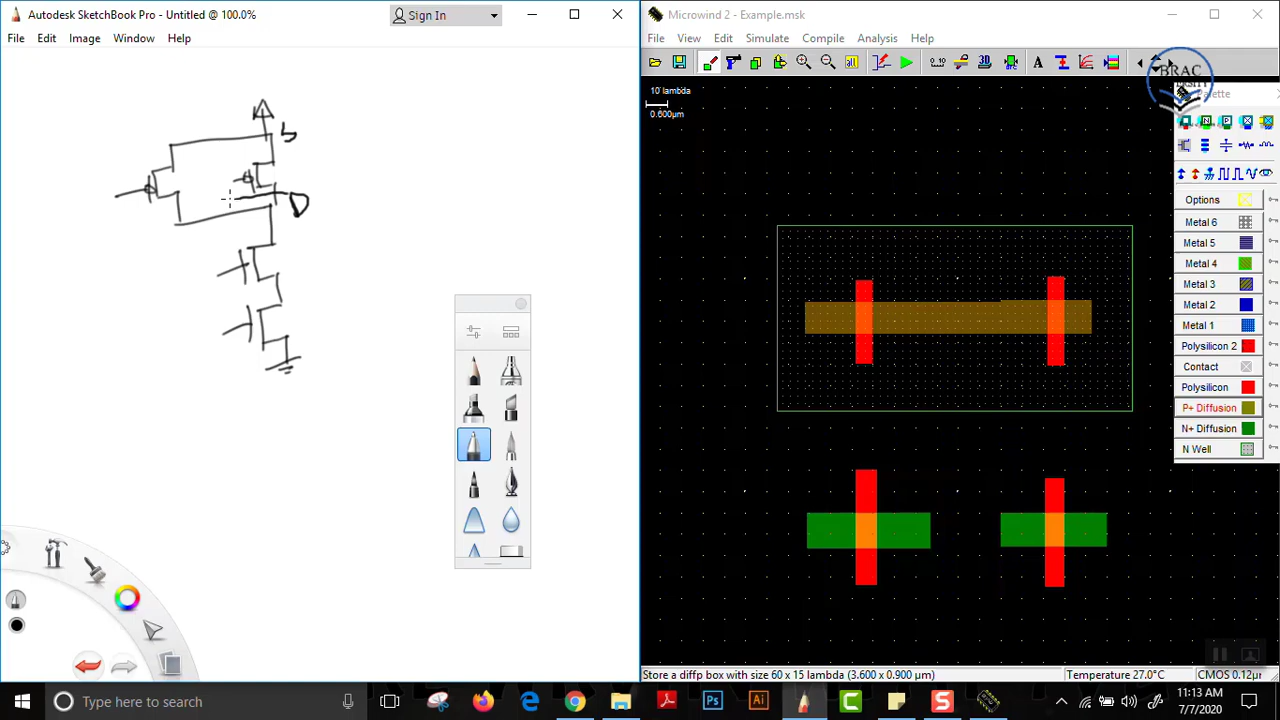 Autodesk SketchBook Pro - Untitled @ 100.0%
Sign In
File Edit Image Window Help
D
Microwind 2 - Example.msk
File View Edit Simulate Compile Analysis Help
10 lambda
0.600µm
BRAC
Palette
Options
Metal 6
Metal 5
Metal 4
Metal 3
Metal 2
Metal 1
Polysilicon 2
Contact
Polysilicon
P+ Diffusion
N+ Diffusion
N Well
Store a diffp box with size 60 x 15 lambda (3.600 x 0.900 µm)
Temperature 27.0°C
CMOS 0.12µr
Type here to search
11:13 AM
7/7/2020